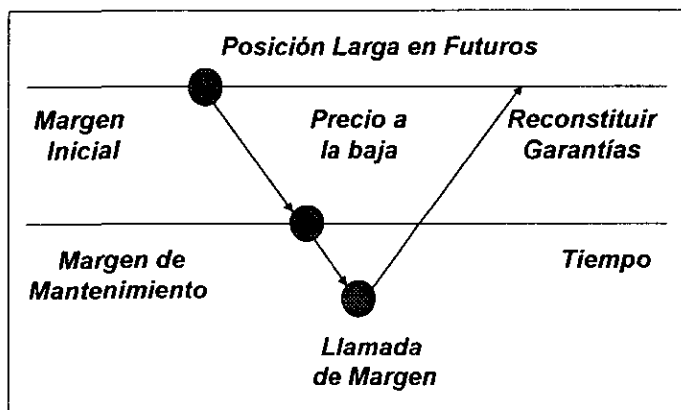 Posición Larga en Futuros
Margen
Inicial
Precio a
la baja
Reconstituir
Garantías
Margen de
Mantenimiento
Tiempo
Llamada
de Margen